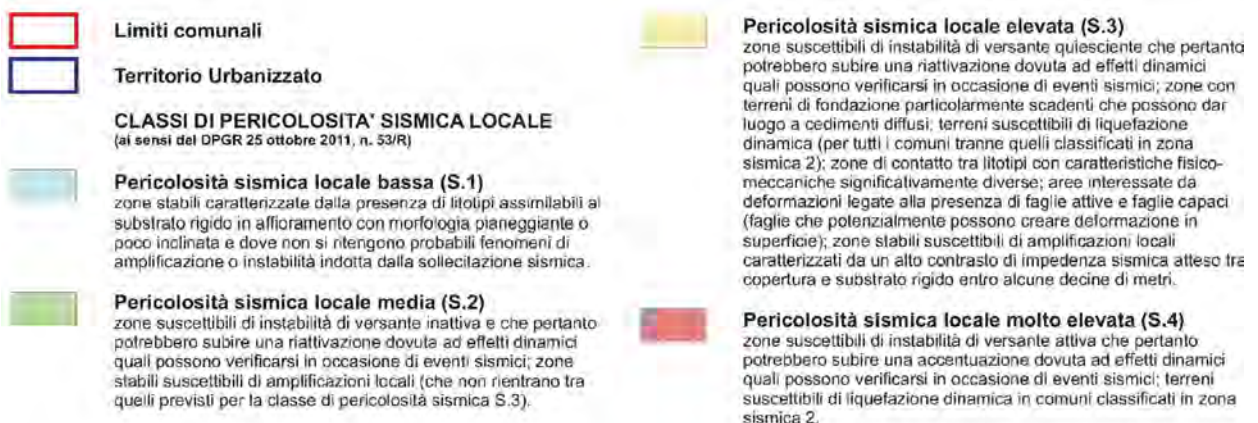 Limiti comunali
Territorio Urbanizzato
CLASSI DI PERICOLOSITA' SISMICA LOCALE
(ai sensi del DPGR 25 ottobre 2011, n. 53/R)
Pericolosità sismica locale bassa (S.1)
zone stabili caratterizzate dalla presenza di litotipi assimilabili al
substrato rigido in affioramento con morfologia pianeggiante o
poco inclinata e dove non si ritengono probabili fenomeni di
amplificazione o instabilità indotta dalla sollecitazione sismica.
Pericolosità sismica locale media (S.2)
zone suscettibili di instabilità di versante inattiva e che pertanto
potrebbero subire una riattivazione dovuta ad effetti dinamici
quali possono verificarsi in occasione di eventi sismici; zone
stabili suscettibili di amplificazioni locali (che non rientrano tra
quelli previsti per la classe di pericolosità sismica S.3).
Pericolosità sismica locale elevata (S.3)
zone suscettibili di instabilità di versante quiesciente che pertanto
potrebbero subire una riattivazione dovuta ad effetti dinamici
quali possono verificarsi in occasione di eventi sismici; zone con
terreni di fondazione particolarmente scadenti che possono dar
luogo a cedimenti diffusi; terreni suscettibili di liquefazione
dinamica (per tutti i comuni tranne quelli classificati in zona
sismica 2); zone di contatto tra litotipi con caratteristiche fisico-
meccaniche significativamente diverse; aree interessate da
deformazioni legate alla presenza di faglie attive e faglie capaci
(faglie che potenzialmente possono creare deformazione in
superficie); zone stabili suscettibili di amplificazioni locali
caratterizzati da un alto contrasto di impedenza sismica atteso tra
copertura e substrato rigido entro alcune decine di metri.
Pericolosità sismica locale molto elevata (S.4)
zone suscettibili di instabilità di versante attiva che pertanto
potrebbero subire una accentuazione dovuta ad effetti dinamici
quali possono verificarsi in occasione di eventi sismici; terreni
suscettibili di liquefazione dinamica in comuni classificati in zona
sismica 2.